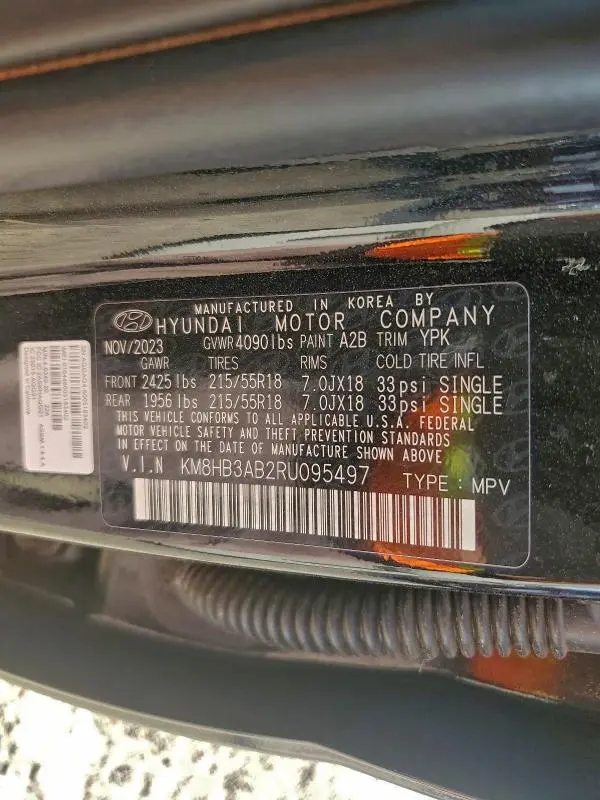 MANUFACTURED IN KOREA BY
HYUNDAI MOTOR COMPANY
NOV/2023 GVWR 4090lbs PAINT A2B TRIM YPK
GAWR TIRES RIMS COLD TIRE INFL
FRONT 2425 lbs 215/55R18 7.0JX18 33psi SINGLE
REAR 1956 lbs 215/55R18 7.0JX18 33psi SINGLE
THIS VEHICLE CONFORMS TO ALL APPLICABLE U.S.A. FEDERAL
MOTOR VEHICLE SAFETY AND THEFT PREVENTION STANDARDS
IN EFFECT ON THE DATE OF MANUFACTURE SHOWN ABOVE
V.I.N KM8HB3AB2RU095497 TYPE : MPV